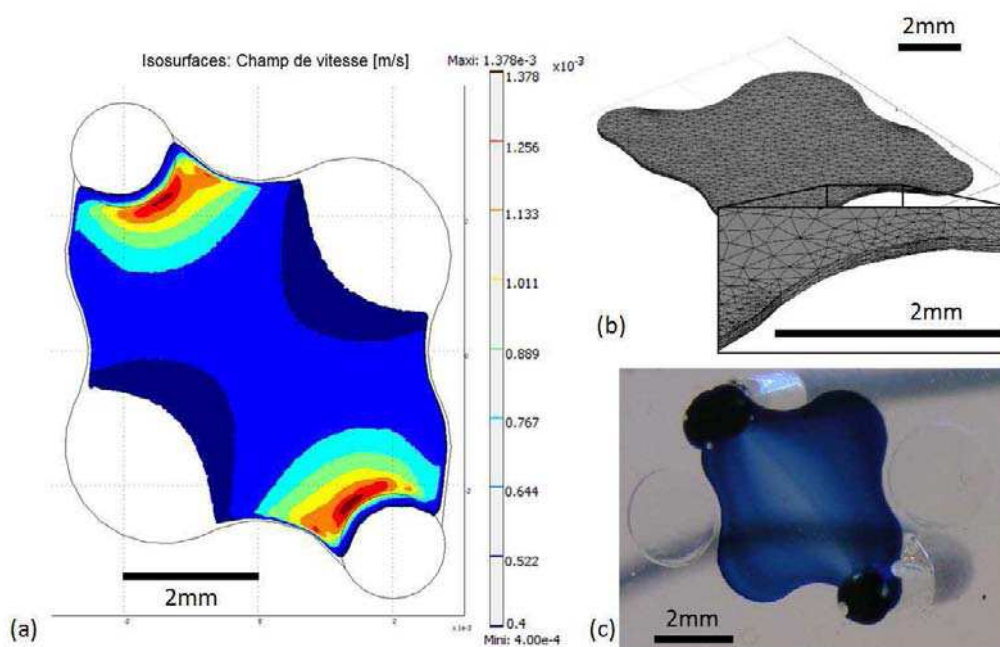 Isosurfaces: Champ de vitesse [m/s]
Maxi: 1.378e-3
×10⁻³
1.378
1.256
1.133
1.011
0.889
0.767
0.644
0.522
0.4
Mini: 4.00e-4
2mm
(a)
2mm
2mm
(b)
2mm
(c)